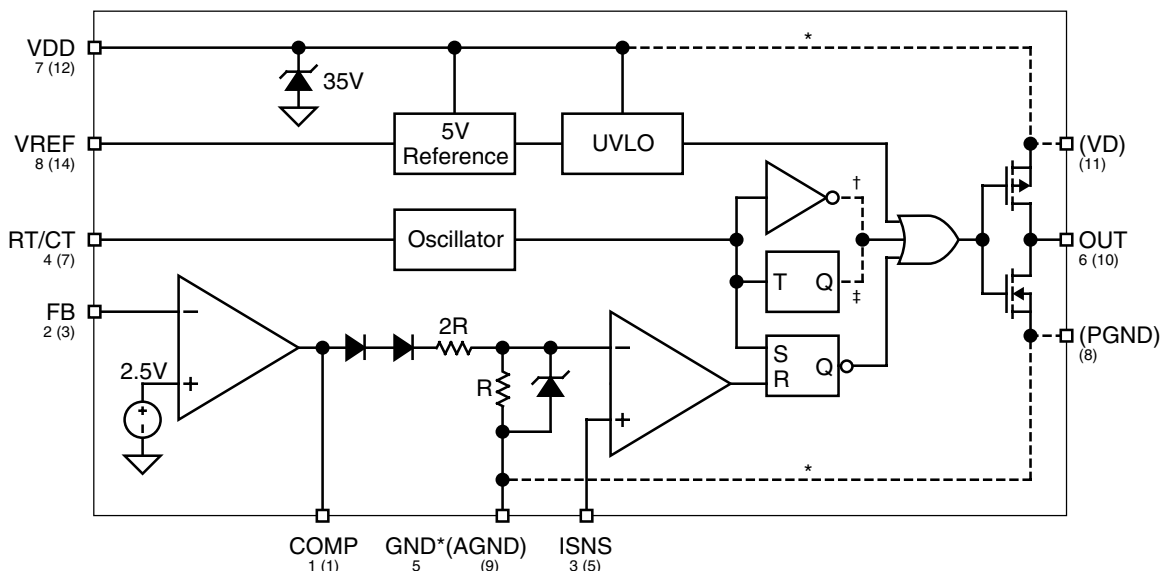 VDD
7 (12)
*
35V
VREF
8 (14)
5V
Reference
UVLO
(VD)
(11)
†
RT/CT
4 (7)
Oscillator
OUT
6 (10)
T Q
‡
FB
2 (3)
−
2R
2.5V
+
+
−
R
−
+
S
R
Q
(PGND)
(8)
*
COMP
1 (1)
GND*(AGND)
5 (9)
ISNS
3 (5)